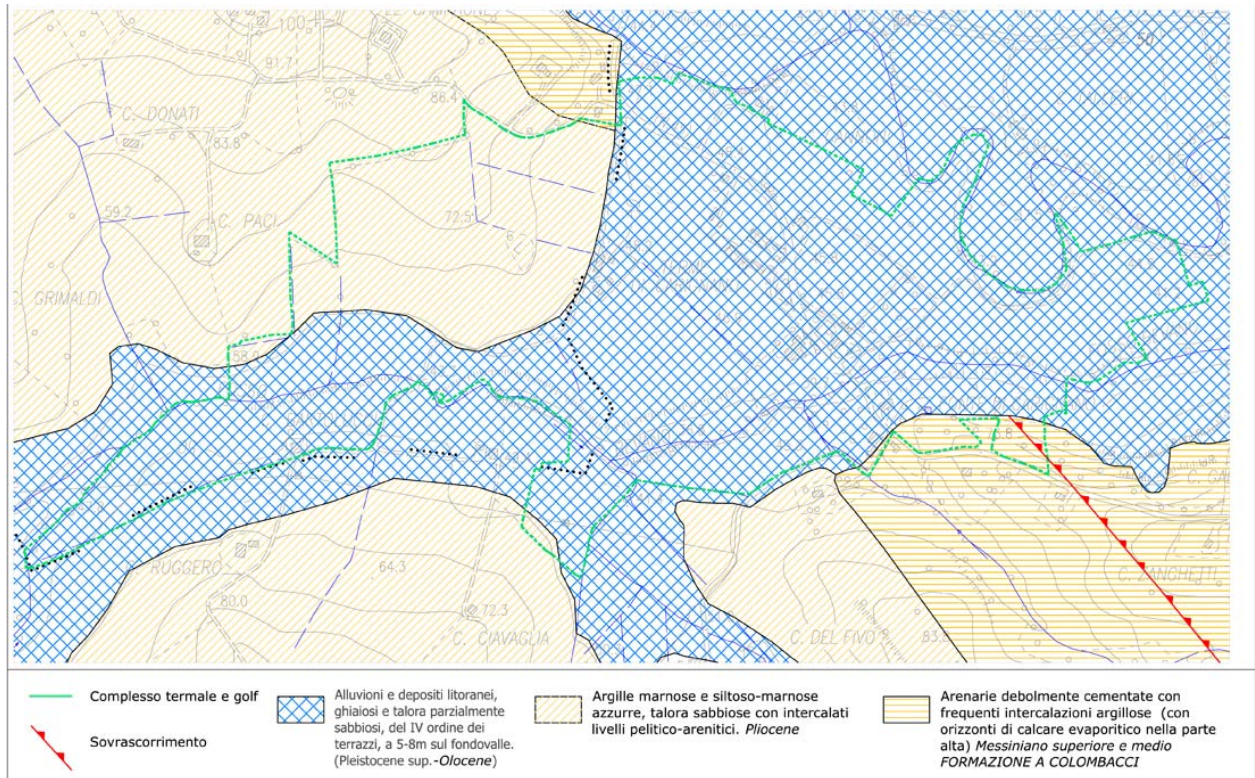 100
91.7
86.4
50
C. DONATI
83.8
59.2
C. PACI
72.5
GRIMALDI
58.0
RUGGERO
64.3
80.0
72.3
C. CIAVAGLIA
C. DEL FIVO
C. ZANGHETTI
Complesso termale e golf
Sovrascorrimento
Alluvioni e depositi litoranei,
ghiaiosi e talora parzialmente
sabbiosi, del IV ordine dei
terrazzi, a 5-8m sul fondovalle.
(Pleistocene sup.-Olocene)
Argille marnose e siltoso-marnose
azzurre, talora sabbiose con intercalati
livelli pelitico-arenitici. Pliocene
Arenarie debolmente cementate con
frequenti intercalazioni argillose (con
orizzonti di calcare evaporitico nella parte
alta) Messiniano superiore e medio
FORMAZIONE A COLOMBACCI